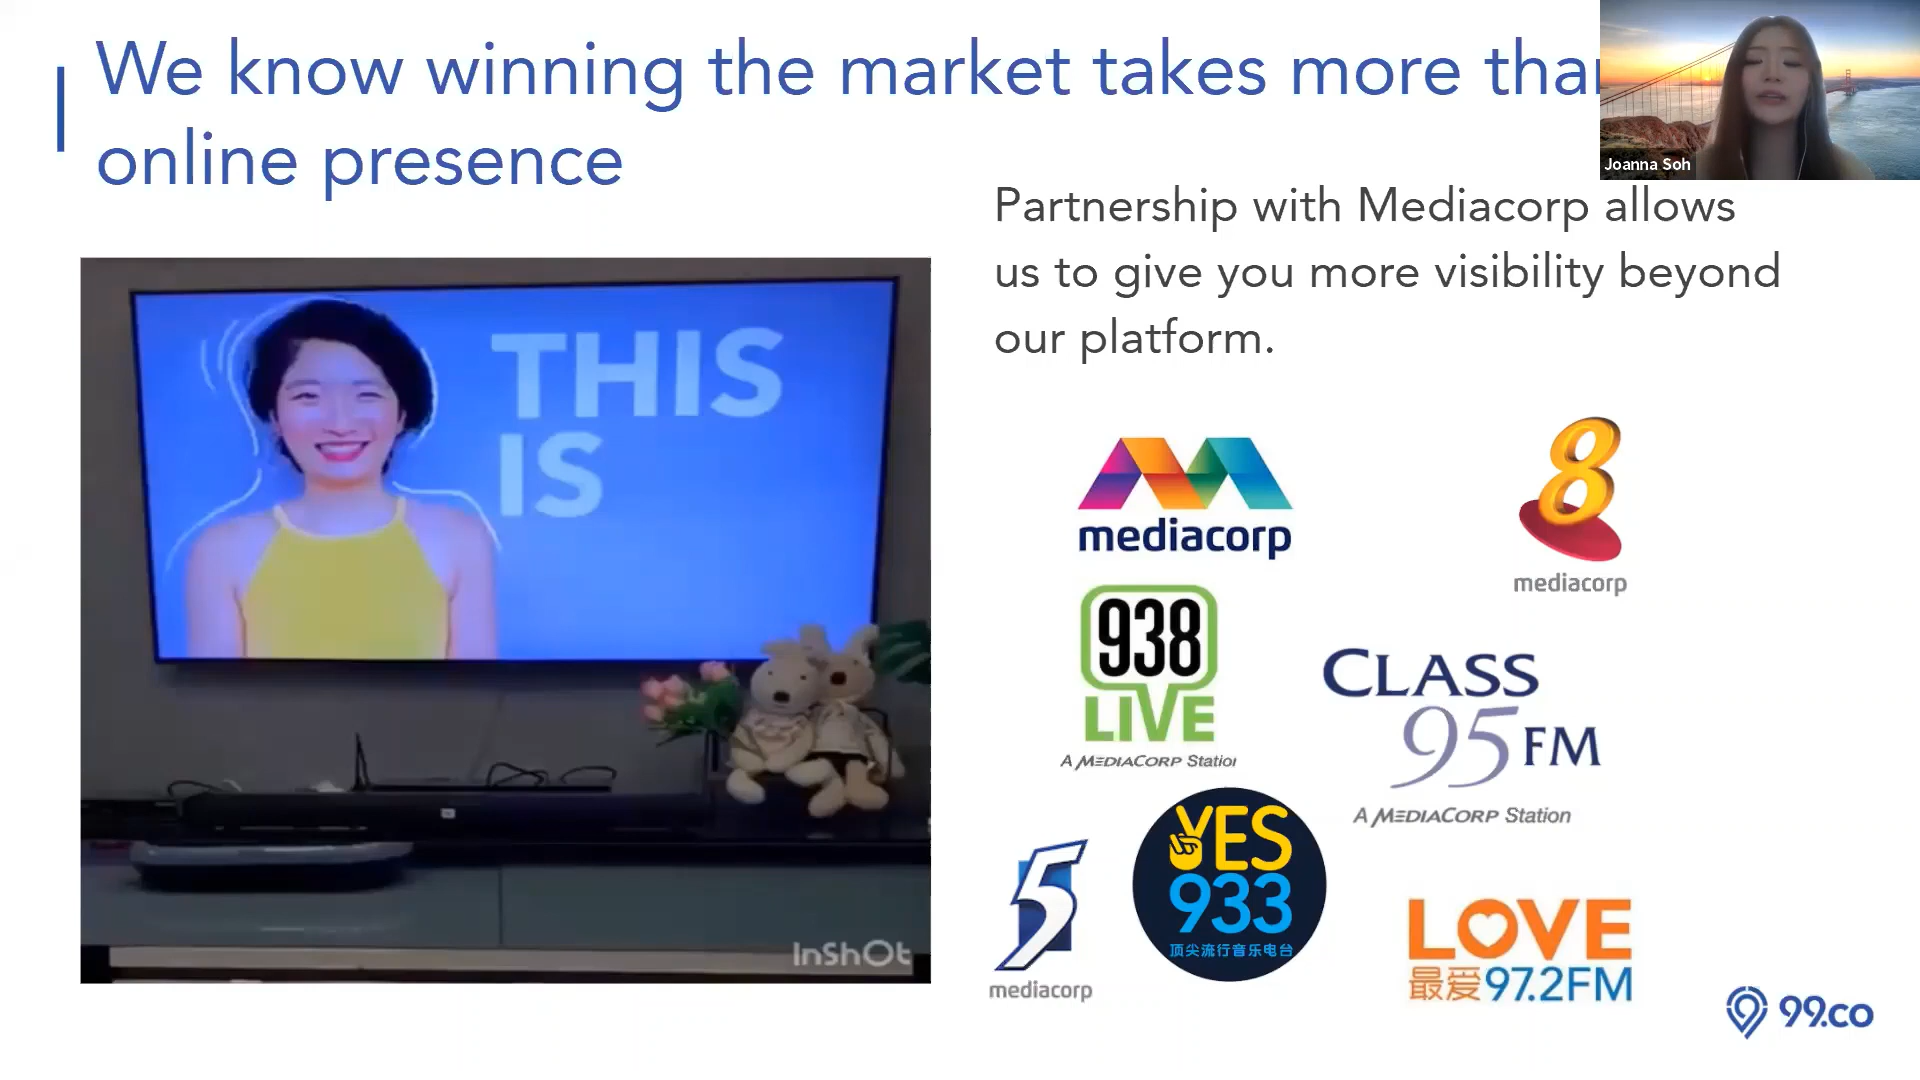 We know winning the market takes more than
online presence
Joanna Soh
Partnership with Mediacorp allows
us to give you more visibility beyond
our platform.
THIS
IS
mediacorp
8
mediacorp
938
LIVE
A MEDIACORP Station
CLASS
95 FM
A MEDIACORP Station
YES
933
顶尖流行音乐电台
5
mediacorp
LOVE
最爱97.2FM
InShOt
99.co